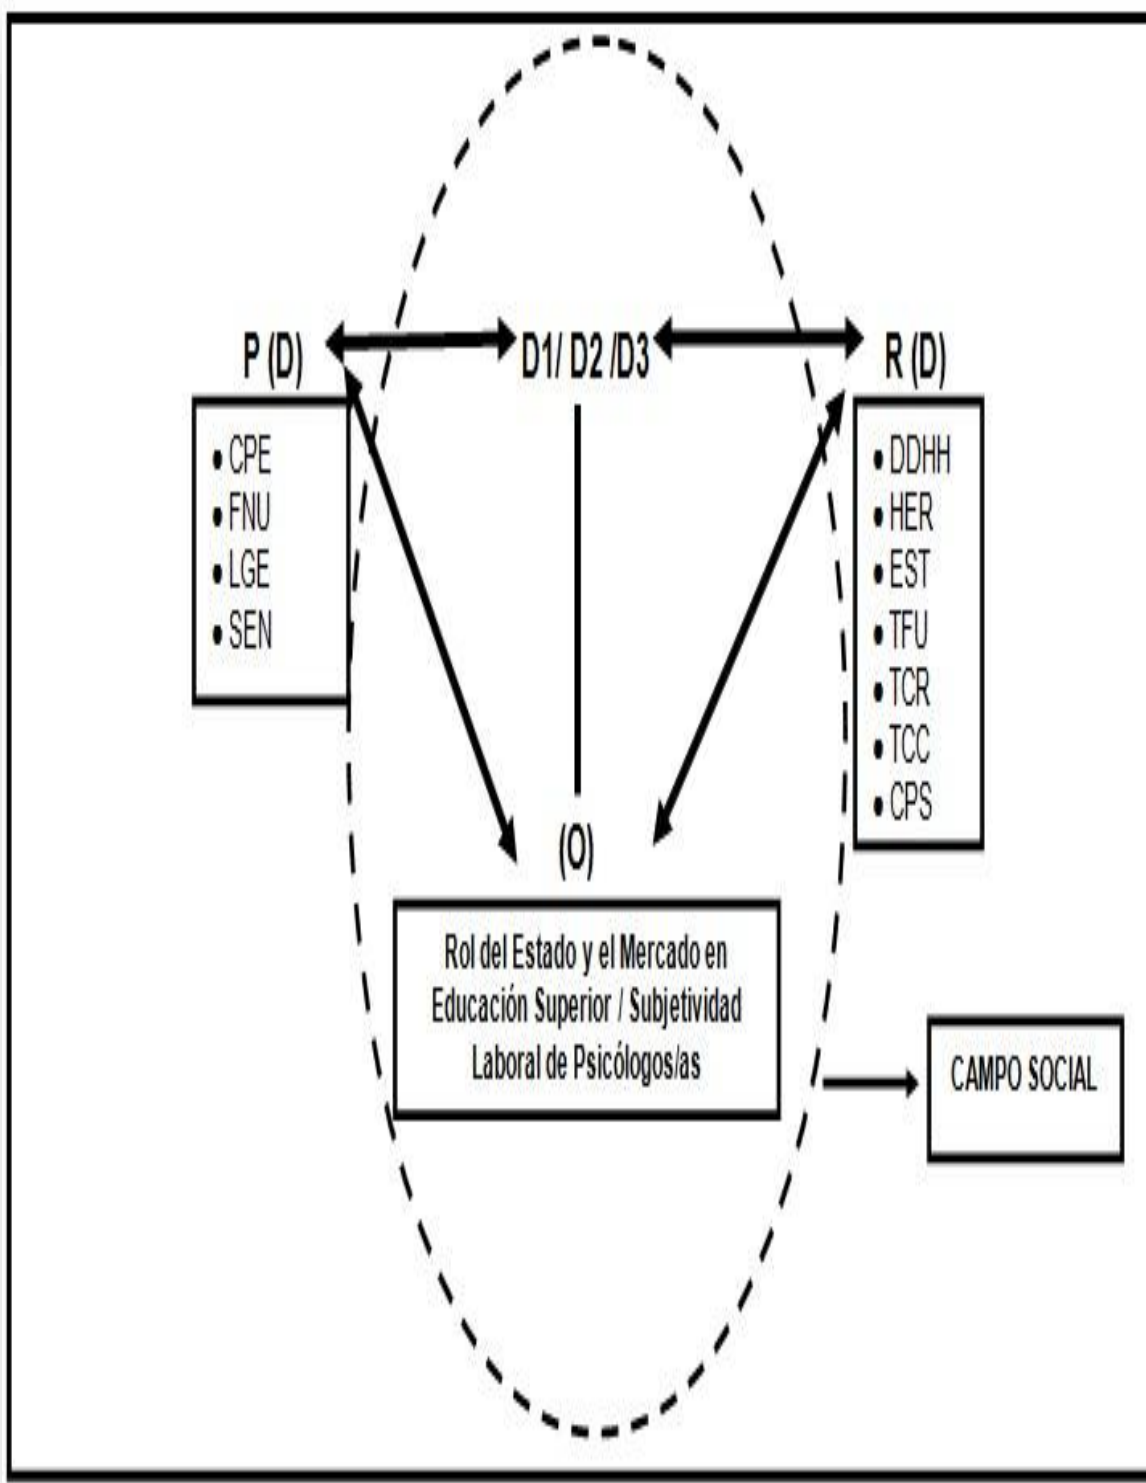 P (D)
D1/ D2 /D3
R (D)
• CPE
• FNU
• LGE
• SEN
• DDHH
• HER
• EST
• TFU
• TCR
• TCC
• CPS
(O)
Rol del Estado y el Mercado en
Educación Superior / Subjetividad
Laboral de Psicólogos/as
CAMPO SOCIAL